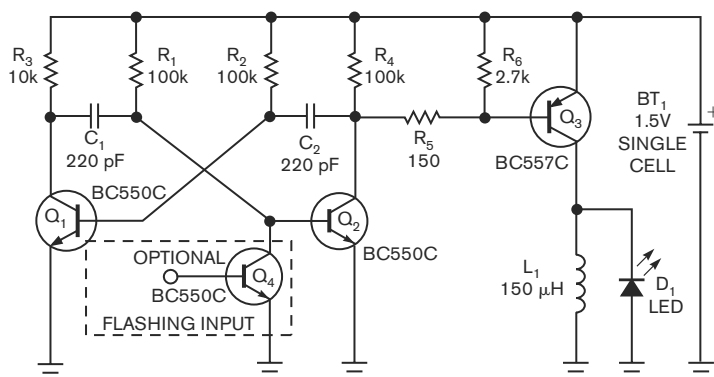 R3
10k
R1
100k
R2
100k
R4
100k
R6
2.7k
C1
220 pF
C2
220 pF
R5
150
Q3
BC557C
BT1
1.5V
SINGLE
CELL
+
Q1
BC550C
Q2
BC550C
OPTIONAL
Q4
BC550C
FLASHING INPUT
L1
150 µH
D1
LED